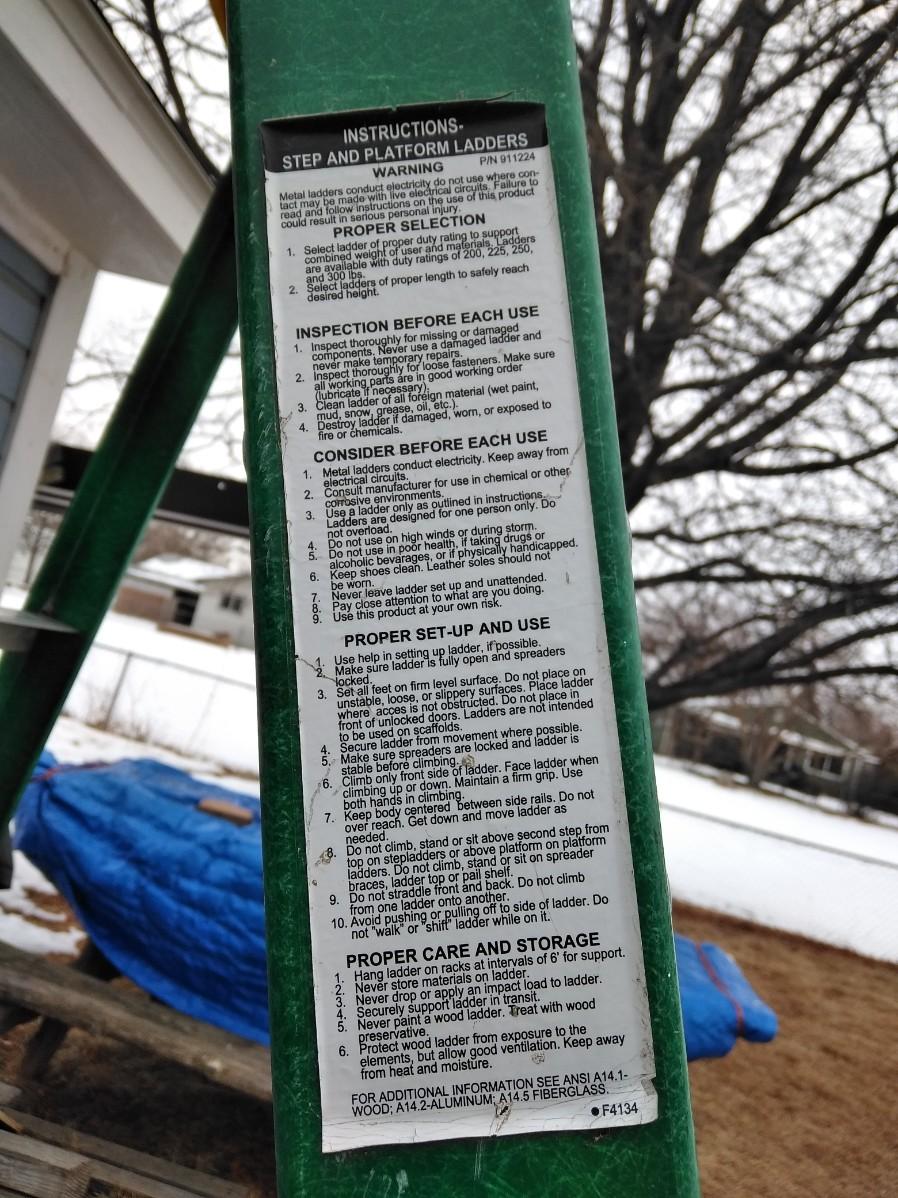 INSTRUCTIONS-
STEP AND PLATFORM LADDERS
WARNING P/N 911224
Metal ladders conduct electricity do not use where con-
tact may be made with live electrical circuits. Failure to
read and follow instructions on the use of this product
could result in serious personal injury.
PROPER SELECTION
1. Select ladder of proper duty rating to support
combined weight of user and materials. Ladders
are available with duty ratings of 200, 225, 250,
and 300 lbs.
2. Select ladders of proper length to safely reach
desired height.
INSPECTION BEFORE EACH USE
1. Inspect thoroughly for missing or damaged
components. Never use a damaged ladder and
never make temporary repairs.
2. Inspect thoroughly for loose fasteners. Make sure
all working parts are in good working order
(lubricate if necessary).
3. Clean ladder of all foreign material (wet paint,
mud, snow, grease, oil, etc.).
4. Destroy ladder if damaged, worn, or exposed to
fire or chemicals.
CONSIDER BEFORE EACH USE
1. Metal ladders conduct electricity. Keep away from
electrical circuits.
2. Consult manufacturer for use in chemical or other
corrosive environments.
3. Use a ladder only as outlined in instructions.
Ladders are designed for one person only. Do
not overload.
4. Do not use on high winds or during storm.
5. Do not use in poor health, if taking drugs or
alcoholic bevarages, or if physically handicapped.
6. Keep shoes clean. Leather soles should not
be worn.
7. Never leave ladder set up and unattended.
8. Pay close attention to what are you doing.
9. Use this product at your own risk.
PROPER SET-UP AND USE
1. Use help in setting up ladder, if possible.
2. Make sure ladder is fully open and spreaders
locked.
3. Set all feet on firm level surface. Do not place on
unstable, loose, or slippery surfaces. Place ladder
where acces is not obstructed. Do not place in
front of unlocked doors. Ladders are not intended
to be used on scaffolds.
4. Secure ladder from movement where possible.
5. Make sure spreaders are locked and ladder is
stable before climbing.
6. Climb only front side of ladder. Face ladder when
climbing up or down. Maintain a firm grip. Use
both hands in climbing.
7. Keep body centered between side rails. Do not
over reach. Get down and move ladder as
needed.
8. Do not climb, stand or sit above second step from
top on stepladders or above platform on platform
ladders. Do not climb, stand or sit on spreader
braces, ladder top or pail shelf.
9. Do not straddle front and back. Do not climb
from one ladder onto another.
10. Avoid pushing or pulling off to side of ladder. Do
not "walk" or "shift" ladder while on it.
PROPER CARE AND STORAGE
1. Hang ladder on racks at intervals of 6' for support.
2. Never store materials on ladder.
3. Never drop or apply an impact load to ladder.
4. Securely support ladder in transit.
5. Never paint a wood ladder. Treat with wood
preservative.
6. Protect wood ladder from exposure to the
elements, but allow good ventilation. Keep away
from heat and moisture.
FOR ADDITIONAL INFORMATION SEE ANSI A14.1-
WOOD; A14.2-ALUMINUM; A14.5 FIBERGLASS.
●F4134